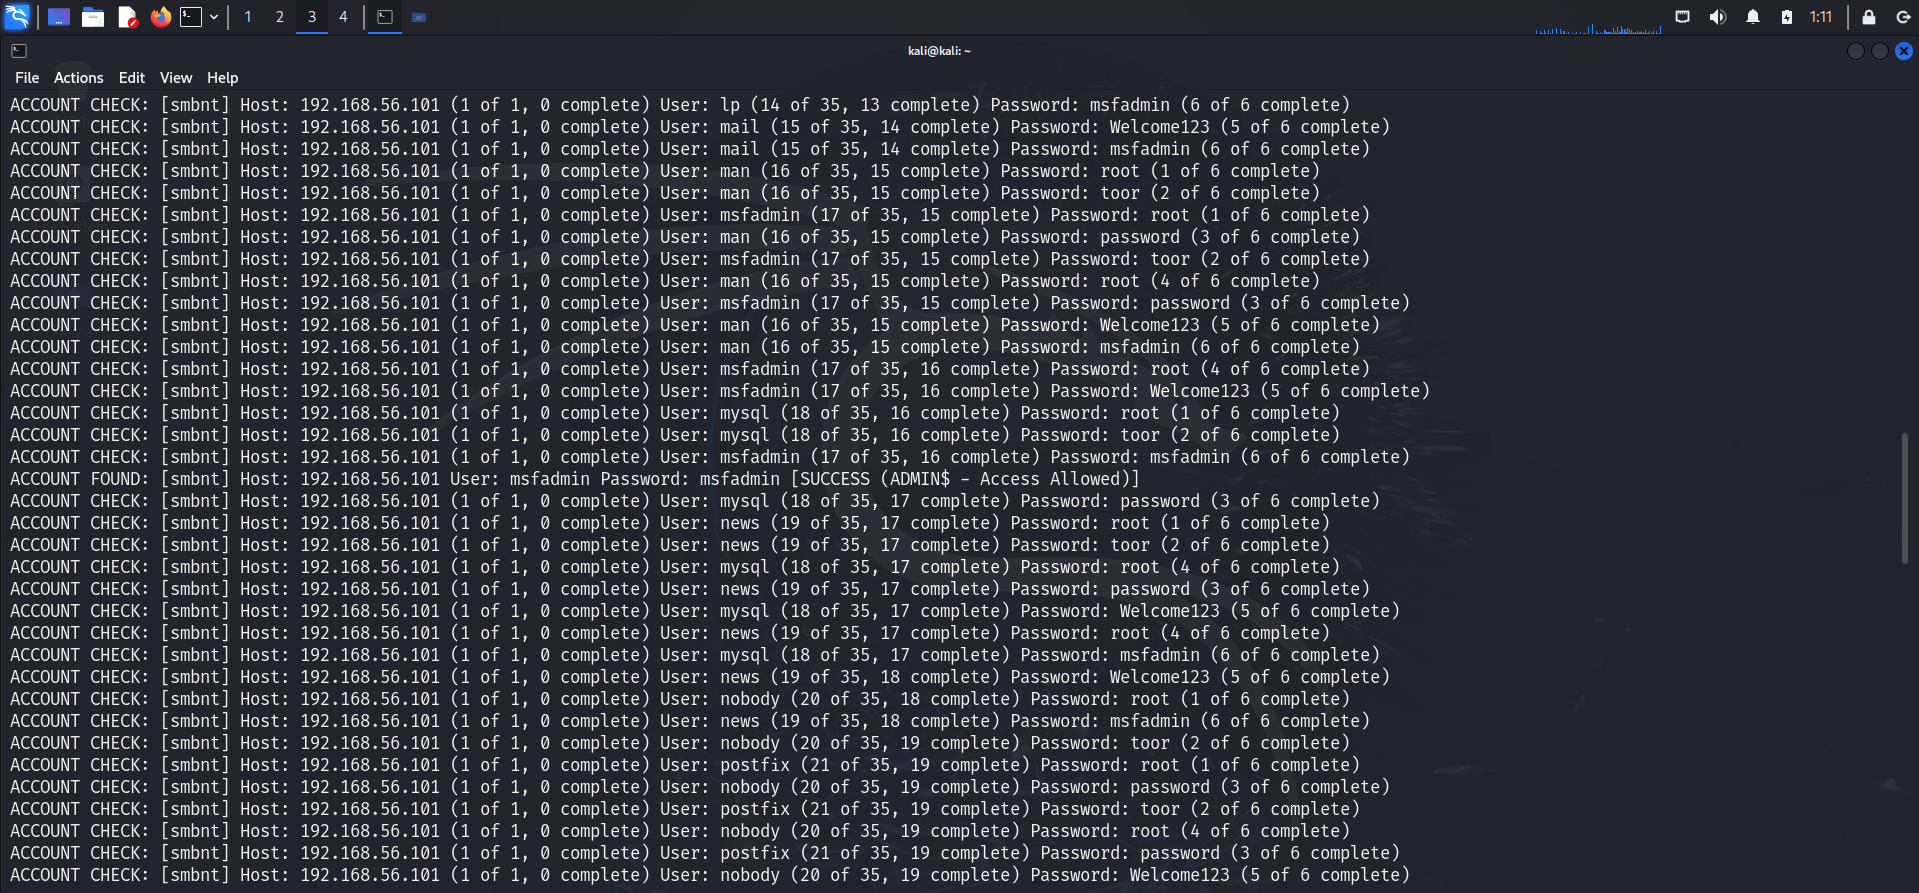 1 2 3 4 1:11
kali@kali: ~
File Actions Edit View Help
ACCOUNT CHECK: [smbnt] Host: 192.168.56.101 (1 of 1, 0 complete) User: lp (14 of 35, 13 complete) Password: msfadmin (6 of 6 complete)
ACCOUNT CHECK: [smbnt] Host: 192.168.56.101 (1 of 1, 0 complete) User: mail (15 of 35, 14 complete) Password: Welcome123 (5 of 6 complete)
ACCOUNT CHECK: [smbnt] Host: 192.168.56.101 (1 of 1, 0 complete) User: mail (15 of 35, 14 complete) Password: msfadmin (6 of 6 complete)
ACCOUNT CHECK: [smbnt] Host: 192.168.56.101 (1 of 1, 0 complete) User: man (16 of 35, 15 complete) Password: root (1 of 6 complete)
ACCOUNT CHECK: [smbnt] Host: 192.168.56.101 (1 of 1, 0 complete) User: man (16 of 35, 15 complete) Password: toor (2 of 6 complete)
ACCOUNT CHECK: [smbnt] Host: 192.168.56.101 (1 of 1, 0 complete) User: msfadmin (17 of 35, 15 complete) Password: root (1 of 6 complete)
ACCOUNT CHECK: [smbnt] Host: 192.168.56.101 (1 of 1, 0 complete) User: man (16 of 35, 15 complete) Password: password (3 of 6 complete)
ACCOUNT CHECK: [smbnt] Host: 192.168.56.101 (1 of 1, 0 complete) User: msfadmin (17 of 35, 15 complete) Password: toor (2 of 6 complete)
ACCOUNT CHECK: [smbnt] Host: 192.168.56.101 (1 of 1, 0 complete) User: man (16 of 35, 15 complete) Password: root (4 of 6 complete)
ACCOUNT CHECK: [smbnt] Host: 192.168.56.101 (1 of 1, 0 complete) User: msfadmin (17 of 35, 15 complete) Password: password (3 of 6 complete)
ACCOUNT CHECK: [smbnt] Host: 192.168.56.101 (1 of 1, 0 complete) User: man (16 of 35, 15 complete) Password: Welcome123 (5 of 6 complete)
ACCOUNT CHECK: [smbnt] Host: 192.168.56.101 (1 of 1, 0 complete) User: man (16 of 35, 15 complete) Password: msfadmin (6 of 6 complete)
ACCOUNT CHECK: [smbnt] Host: 192.168.56.101 (1 of 1, 0 complete) User: msfadmin (17 of 35, 16 complete) Password: root (4 of 6 complete)
ACCOUNT CHECK: [smbnt] Host: 192.168.56.101 (1 of 1, 0 complete) User: msfadmin (17 of 35, 16 complete) Password: Welcome123 (5 of 6 complete)
ACCOUNT CHECK: [smbnt] Host: 192.168.56.101 (1 of 1, 0 complete) User: mysql (18 of 35, 16 complete) Password: root (1 of 6 complete)
ACCOUNT CHECK: [smbnt] Host: 192.168.56.101 (1 of 1, 0 complete) User: mysql (18 of 35, 16 complete) Password: toor (2 of 6 complete)
ACCOUNT CHECK: [smbnt] Host: 192.168.56.101 (1 of 1, 0 complete) User: msfadmin (17 of 35, 16 complete) Password: msfadmin (6 of 6 complete)
ACCOUNT FOUND: [smbnt] Host: 192.168.56.101 User: msfadmin Password: msfadmin [SUCCESS (ADMIN$ - Access Allowed)]
ACCOUNT CHECK: [smbnt] Host: 192.168.56.101 (1 of 1, 0 complete) User: mysql (18 of 35, 17 complete) Password: password (3 of 6 complete)
ACCOUNT CHECK: [smbnt] Host: 192.168.56.101 (1 of 1, 0 complete) User: news (19 of 35, 17 complete) Password: root (1 of 6 complete)
ACCOUNT CHECK: [smbnt] Host: 192.168.56.101 (1 of 1, 0 complete) User: news (19 of 35, 17 complete) Password: toor (2 of 6 complete)
ACCOUNT CHECK: [smbnt] Host: 192.168.56.101 (1 of 1, 0 complete) User: mysql (18 of 35, 17 complete) Password: root (4 of 6 complete)
ACCOUNT CHECK: [smbnt] Host: 192.168.56.101 (1 of 1, 0 complete) User: news (19 of 35, 17 complete) Password: password (3 of 6 complete)
ACCOUNT CHECK: [smbnt] Host: 192.168.56.101 (1 of 1, 0 complete) User: mysql (18 of 35, 17 complete) Password: Welcome123 (5 of 6 complete)
ACCOUNT CHECK: [smbnt] Host: 192.168.56.101 (1 of 1, 0 complete) User: news (19 of 35, 17 complete) Password: root (4 of 6 complete)
ACCOUNT CHECK: [smbnt] Host: 192.168.56.101 (1 of 1, 0 complete) User: mysql (18 of 35, 17 complete) Password: msfadmin (6 of 6 complete)
ACCOUNT CHECK: [smbnt] Host: 192.168.56.101 (1 of 1, 0 complete) User: news (19 of 35, 18 complete) Password: Welcome123 (5 of 6 complete)
ACCOUNT CHECK: [smbnt] Host: 192.168.56.101 (1 of 1, 0 complete) User: nobody (20 of 35, 18 complete) Password: root (1 of 6 complete)
ACCOUNT CHECK: [smbnt] Host: 192.168.56.101 (1 of 1, 0 complete) User: news (19 of 35, 18 complete) Password: msfadmin (6 of 6 complete)
ACCOUNT CHECK: [smbnt] Host: 192.168.56.101 (1 of 1, 0 complete) User: nobody (20 of 35, 19 complete) Password: toor (2 of 6 complete)
ACCOUNT CHECK: [smbnt] Host: 192.168.56.101 (1 of 1, 0 complete) User: postfix (21 of 35, 19 complete) Password: root (1 of 6 complete)
ACCOUNT CHECK: [smbnt] Host: 192.168.56.101 (1 of 1, 0 complete) User: nobody (20 of 35, 19 complete) Password: password (3 of 6 complete)
ACCOUNT CHECK: [smbnt] Host: 192.168.56.101 (1 of 1, 0 complete) User: postfix (21 of 35, 19 complete) Password: toor (2 of 6 complete)
ACCOUNT CHECK: [smbnt] Host: 192.168.56.101 (1 of 1, 0 complete) User: nobody (20 of 35, 19 complete) Password: root (4 of 6 complete)
ACCOUNT CHECK: [smbnt] Host: 192.168.56.101 (1 of 1, 0 complete) User: postfix (21 of 35, 19 complete) Password: password (3 of 6 complete)
ACCOUNT CHECK: [smbnt] Host: 192.168.56.101 (1 of 1, 0 complete) User: nobody (20 of 35, 19 complete) Password: Welcome123 (5 of 6 complete)